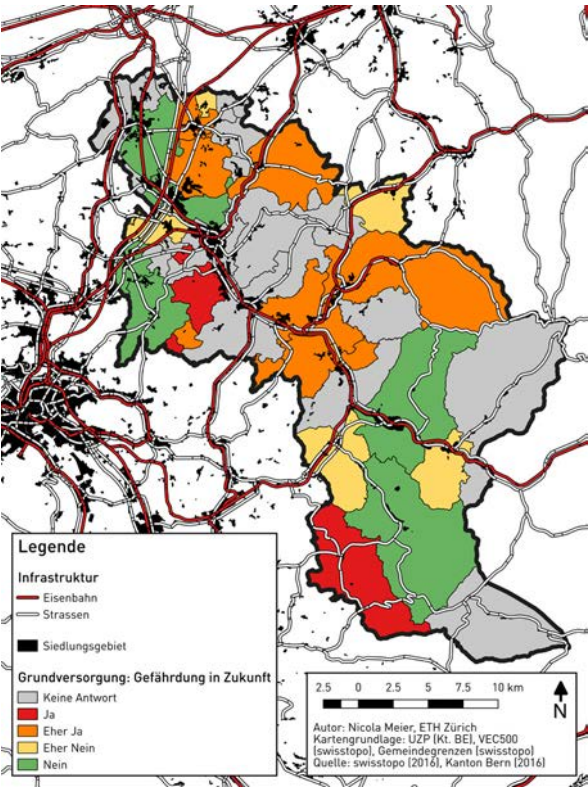 Legende
Infrastruktur
Eisenbahn
Strassen
Siedlungsgebiet
Grundversorgung: Gefährdung in Zukunft
Keine Antwort
Ja
Eher Ja
Eher Nein
Nein
2.5 0 2.5 5 7.5 10 km
N
Autor: Nicola Meier, ETH Zürich
Kartengrundlage: UZP (Kt. BE), VEC500
(swisstopo), Gemeindegrenzen (swisstopo)
Quelle: swisstopo (2016), Kanton Bern (2016)